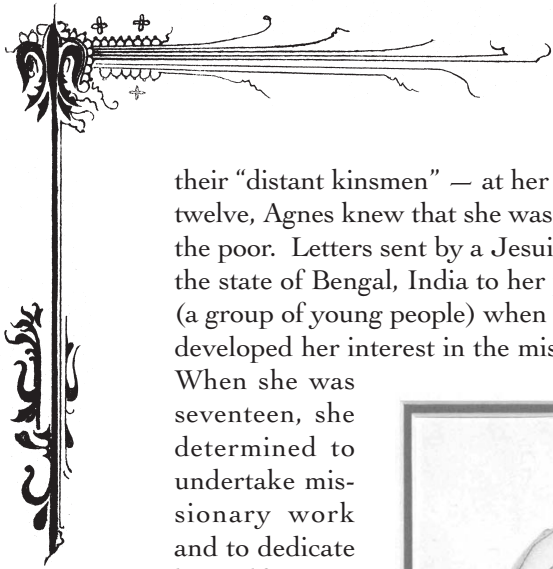 their “distant kinsmen” — at her
twelve, Agnes knew that she was
the poor. Letters sent by a Jesui
the state of Bengal, India to her
(a group of young people) when
developed her interest in the mis
When she was
seventeen, she
determined to
undertake mis-
sionary work
and to dedicate